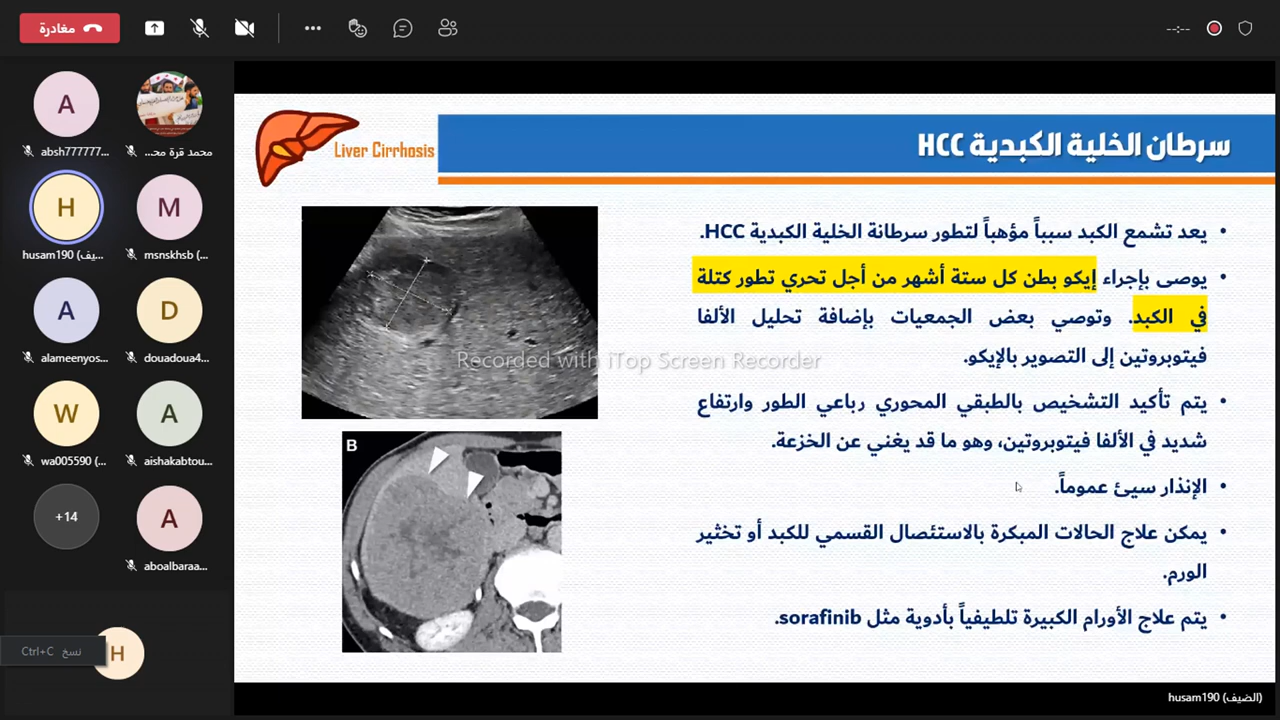 مغادرة
--:--
A
absh777777...
محمد قرة محـ...
H
husam190 (ـيف)
M
msnskhsb (...
A
alameenyos...
D
douadoua4...
W
wa005590 (...
A
aishakabtou...
+14
A
aboalbaraa...
نسخ Ctrl+C
H
Liver Cirrhosis
سرطان الخلية الكبدية HCC
• يعد تشمع الكبد سبباً مؤهباً لتطور سرطانة الخلية الكبدية HCC.
• يوصى بإجراء إيكو بطن كل ستة أشهر من أجل تحري تطور كتلة
في الكبد. وتوصي بعض الجمعيات بإضافة تحليل الألفا
فيتوبروتين إلى التصوير بالإيكو.
• يتم تأكيد التشخيص بالطبقي المحوري رباعي الطور وارتفاع
شديد في الألفا فيتوبروتين، وهو ما قد يغني عن الخزعة.
• الإنذار سيئ عموماً.
• يمكن علاج الحالات المبكرة بالاستئصال القسمي للكبد أو تخثير
الورم.
• يتم علاج الأورام الكبيرة تلطيفياً بأدوية مثل sorafinib.
B
Recorded with iTop Screen Recorder
husam190 (الضيف)